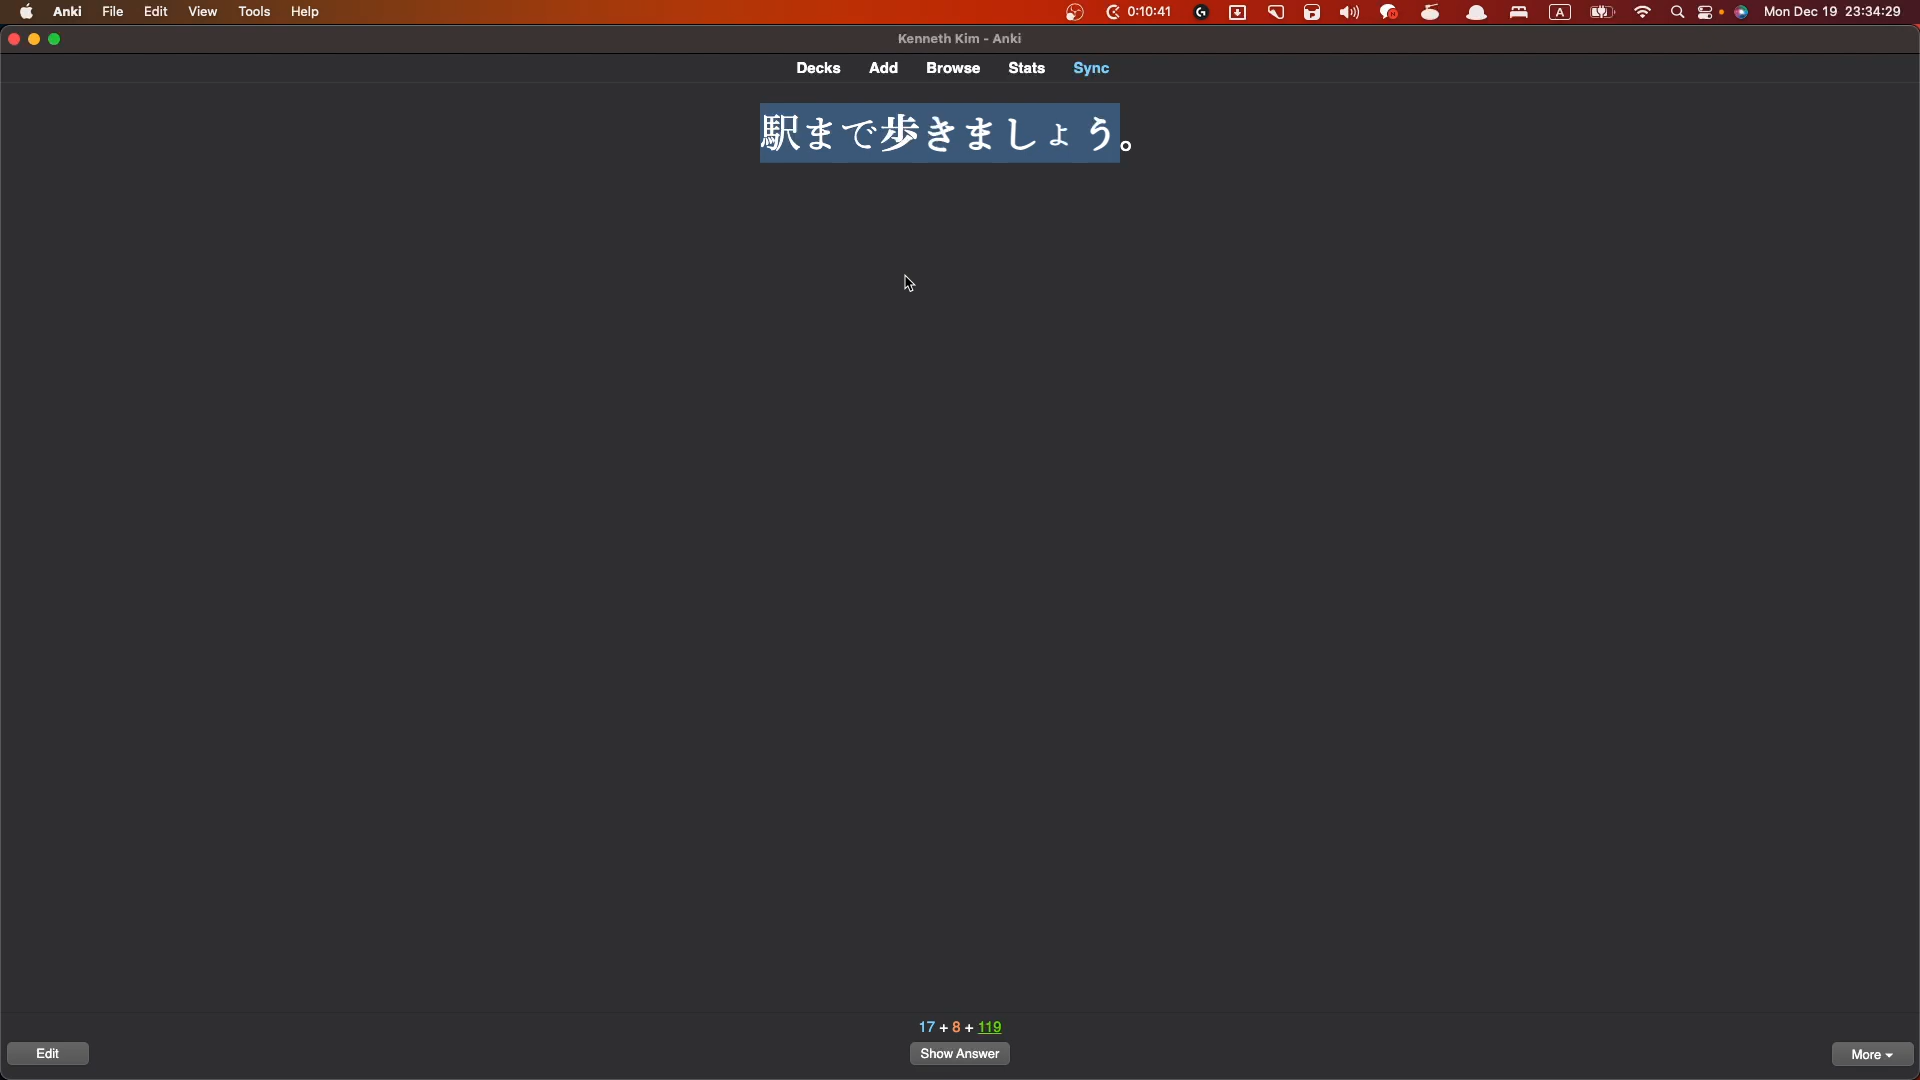 Anki File Edit View Tools Help 0:10:41 A Mon Dec 19 23:34:29
Kenneth Kim - Anki
Decks Add Browse Stats Sync
駅まで歩きましょう。
17 + 8 + 119
Edit Show Answer More